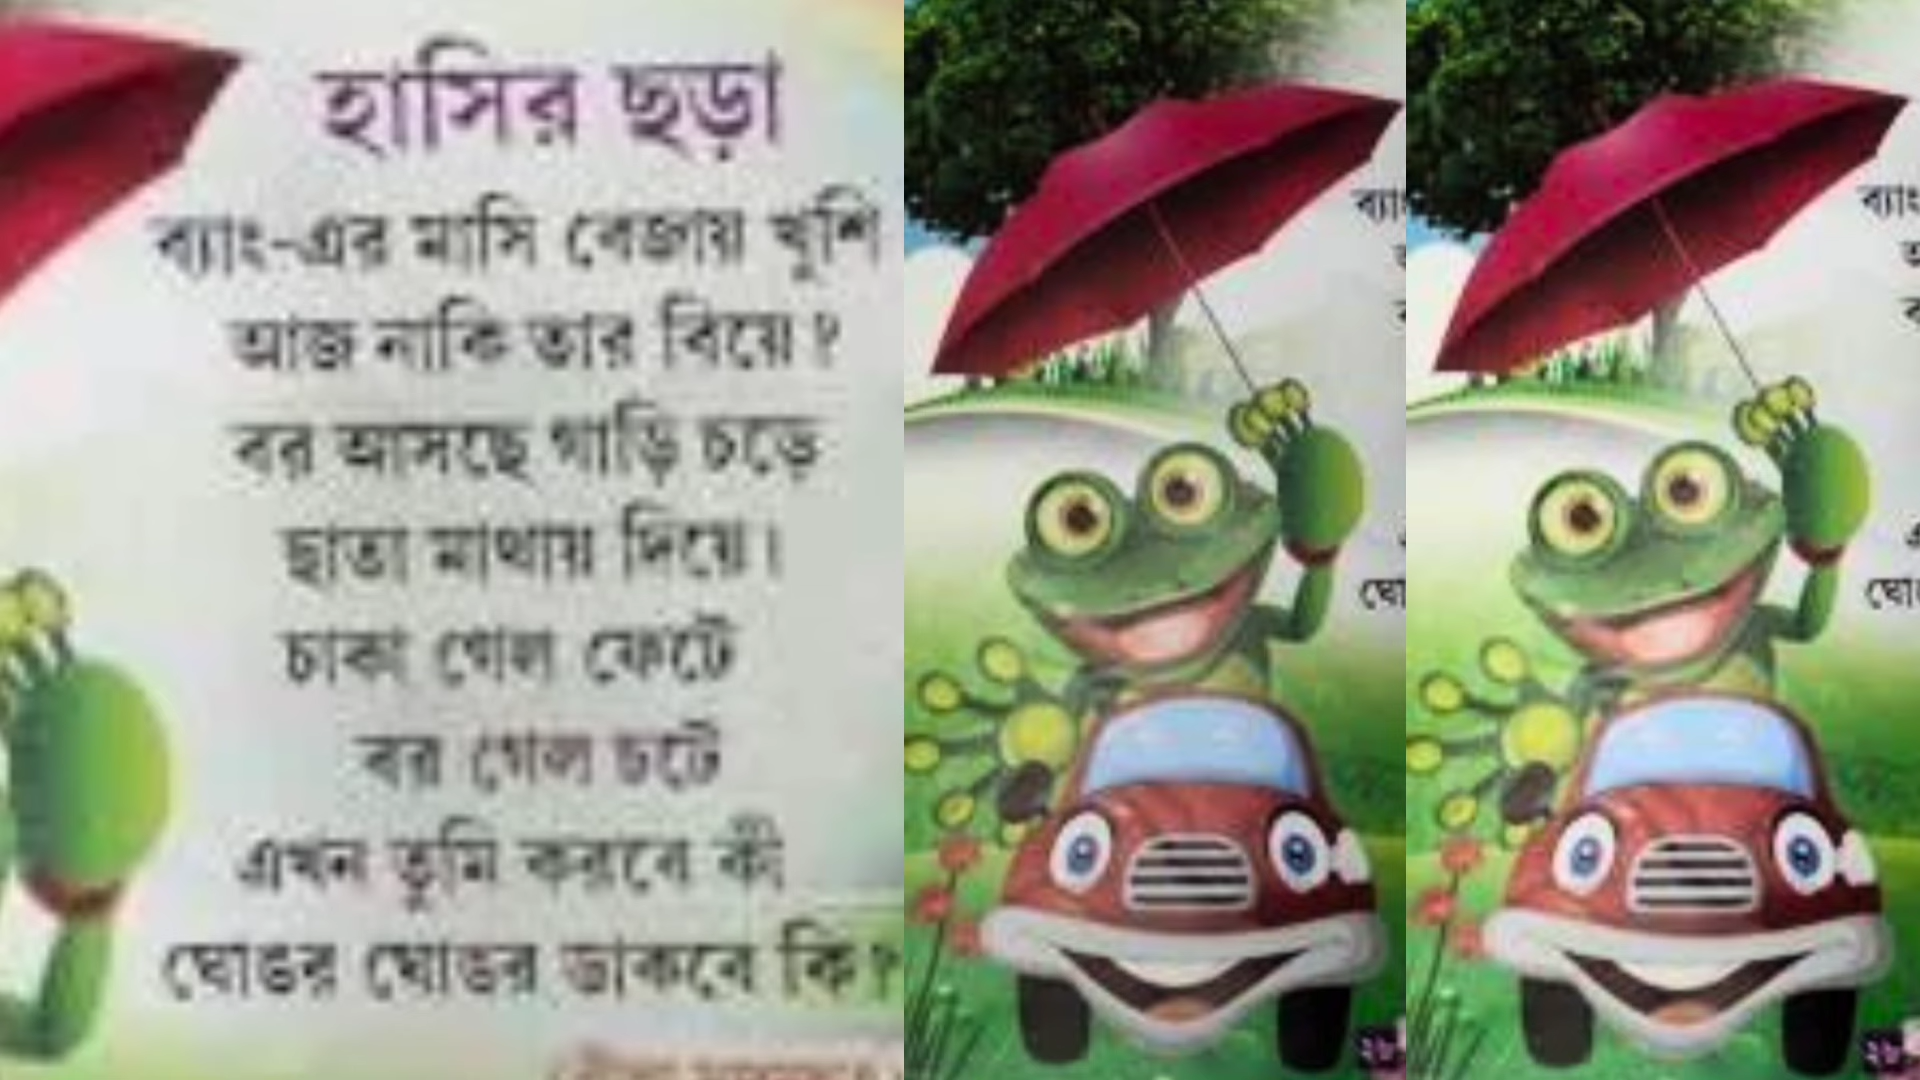 হাসির ছড়া
ব্যাং-এর মাসি বেজায় খুশি
আজ নাকি তার বিয়ে?
বর আসছে গাড়ি চড়ে
ছাতা মাথায় দিয়ে।
চাকা গেল ফেটে
বর গেল চটে
এখন তুমি করবে কী
ঘোঙর ঘোঙর ডাকবে কি?